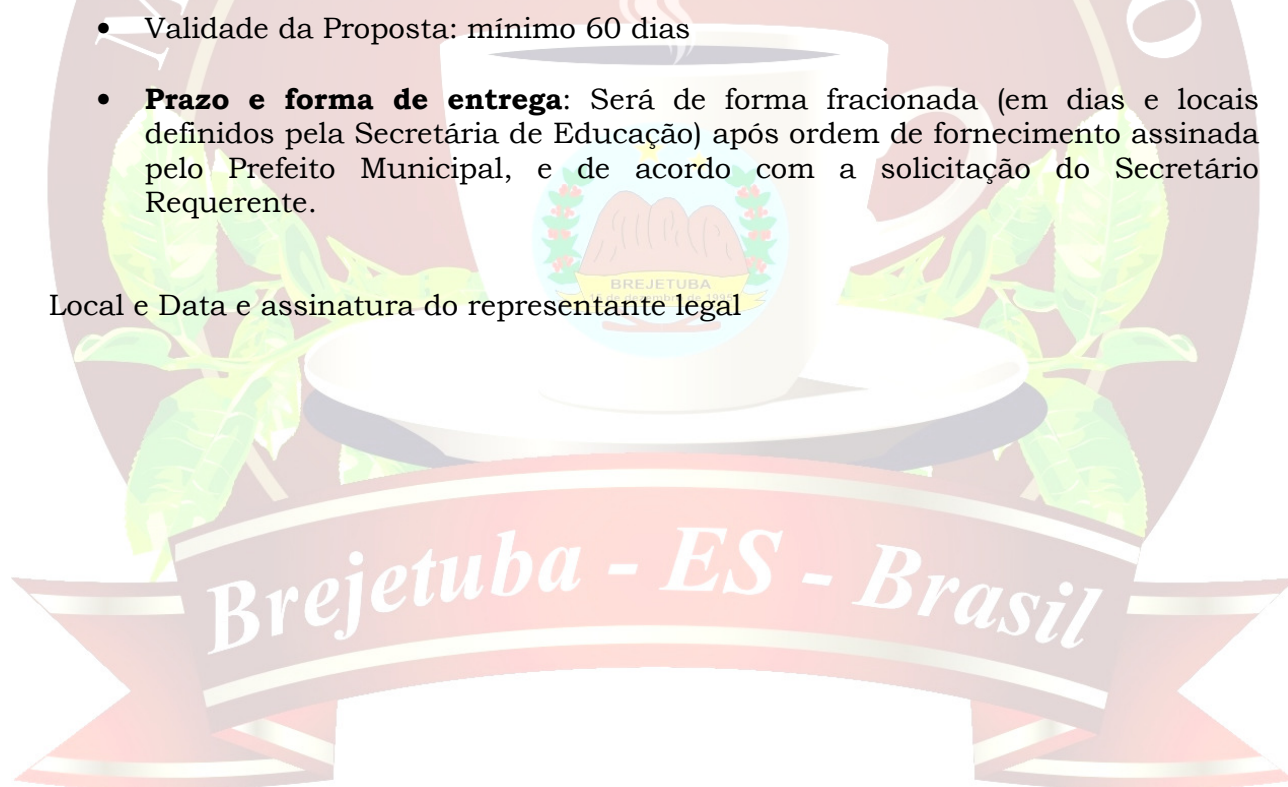 • Validade da Proposta: mínimo 60 dias
• Prazo e forma de entrega: Será de forma fracionada (em dias e locais
definidos pela Secretária de Educação) após ordem de fornecimento assinada
pelo Prefeito Municipal, e de acordo com a solicitação do Secretário
Requerente.
BREJETUBA
Local e Data e assinatura do representante legal
Brejetuba - ES - Brasil